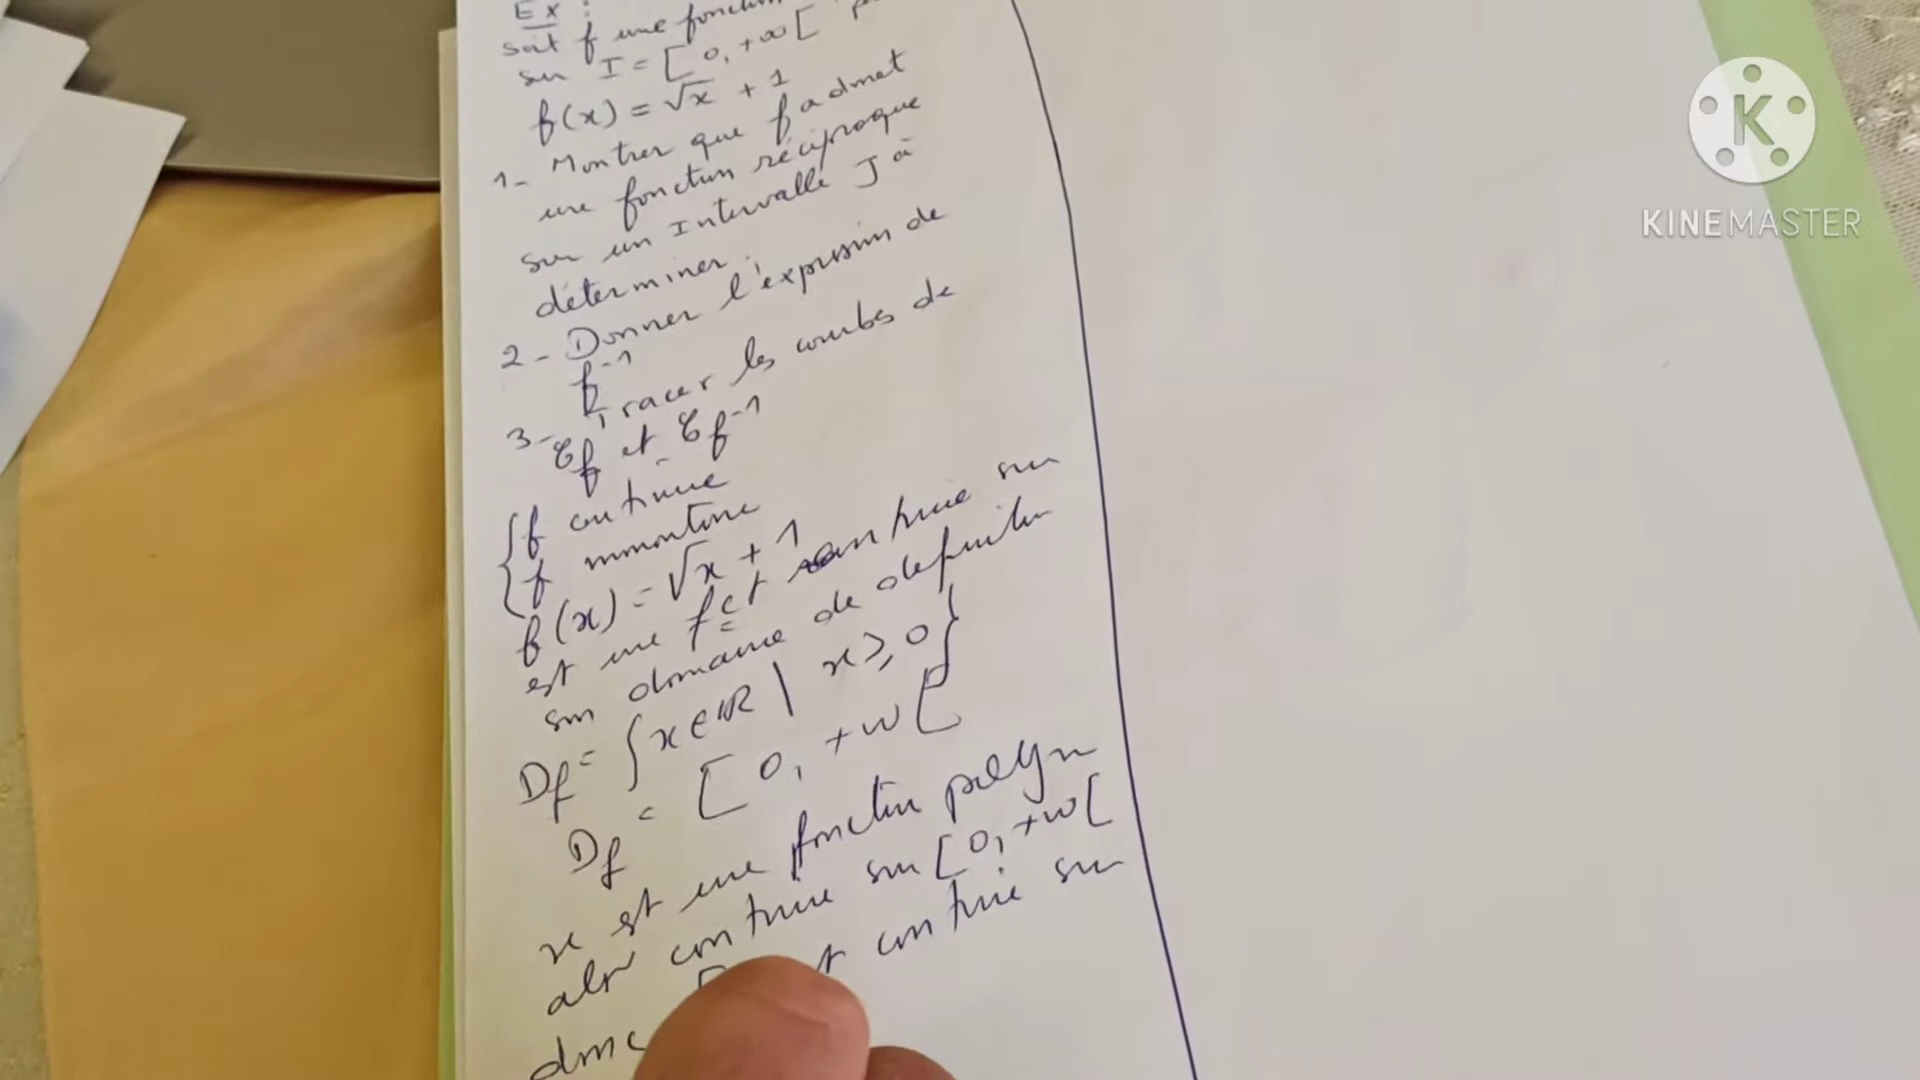 Ex :
soit f une fonction
sur I = [0, +∞[
f(x) = √x + 1
1- Montrer que f admet
une fonction réciproque
sur un Intervalle J à
déterminer.
2- Donner l'expression de
f⁻¹
3- Tracer les courbes de
𝒞f et 𝒞f⁻¹
{ f continue
{ f monotone
f(x) = √x + 1
est une fct continue sur
son domaine de definition
Df = {x ∈ ℝ | x ≥ 0}
Df = [0, +∞[
x est une fonction polyn
alors continue sur [0, +∞[
donc continue sur
K
KINEMASTER